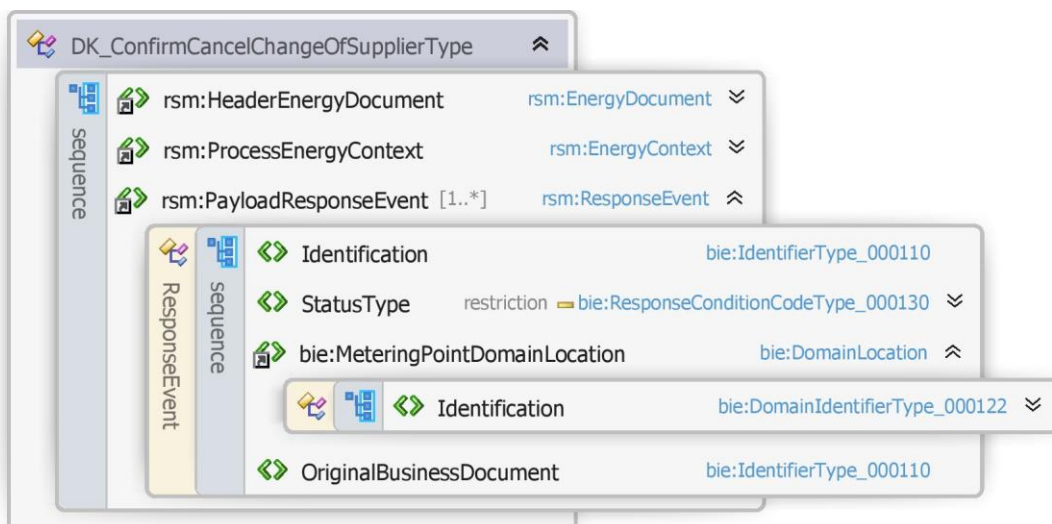 DK_ConfirmCancelChangeOfSupplierType
sequence
rsm:HeaderEnergyDocument rsm:EnergyDocument
rsm:ProcessEnergyContext rsm:EnergyContext
rsm:PayloadResponseEvent [1..*] rsm:ResponseEvent
ResponseEvent
sequence
Identification bie:IdentifierType_000110
StatusType restriction bie:ResponseConditionCodeType_000130
bie:MeteringPointDomainLocation bie:DomainLocation
Identification bie:DomainIdentifierType_000122
OriginalBusinessDocument bie:IdentifierType_000110